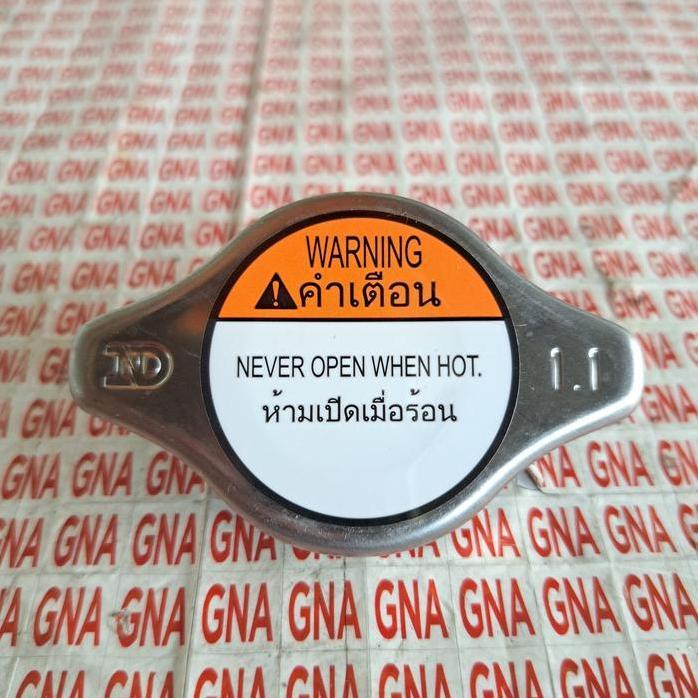 WARNING
⚠คำเตือน
NEVER OPEN WHEN HOT.
ห้ามเปิดเมื่อร้อน
ND
1.1
GNA GNA GNA GNA GNA GNA GNA